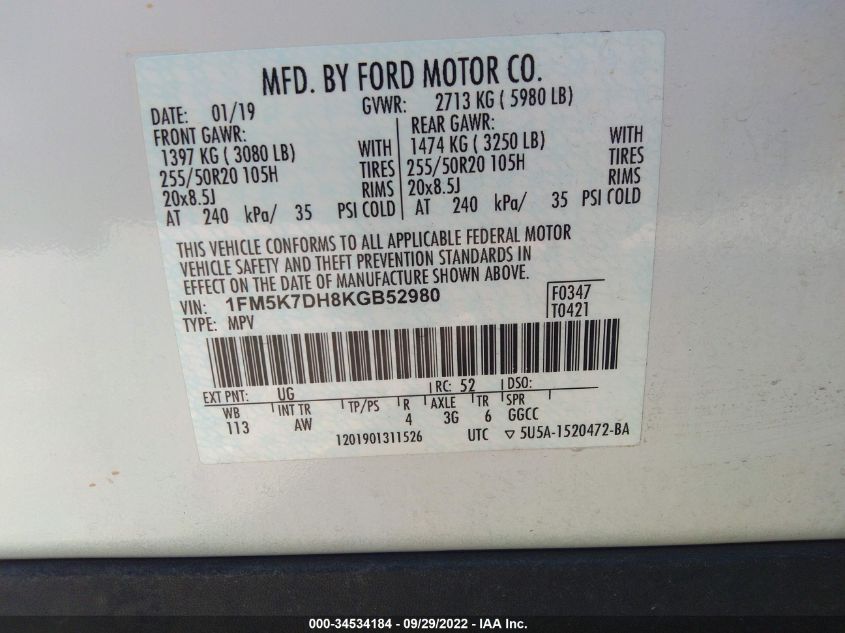 MFD. BY FORD MOTOR CO.
DATE: 01/19 GVWR: 2713 KG ( 5980 LB)
FRONT GAWR: REAR GAWR:
1397 KG ( 3080 LB) WITH 1474 KG ( 3250 LB) WITH
255/50R20 105H TIRES 255/50R20 105H TIRES
20x8.5J RIMS 20x8.5J RIMS
AT 240 kPa/ 35 PSI COLD AT 240 kPa/ 35 PSI COLD
THIS VEHICLE CONFORMS TO ALL APPLICABLE FEDERAL MOTOR
VEHICLE SAFETY AND THEFT PREVENTION STANDARDS IN
EFFECT ON THE DATE OF MANUFACTURE SHOWN ABOVE.
VIN: 1FM5K7DH8KGB52980 F0347
TYPE: MPV T0421
EXT PNT: UG RC: 52 DSO:
WB INT TR TP/PS R AXLE TR SPR
113 AW 4 3G 6 GGCC
1201901311526 UTC ▽ 5U5A-1520472-BA
000-34534184 - 09/29/2022 - IAA Inc.